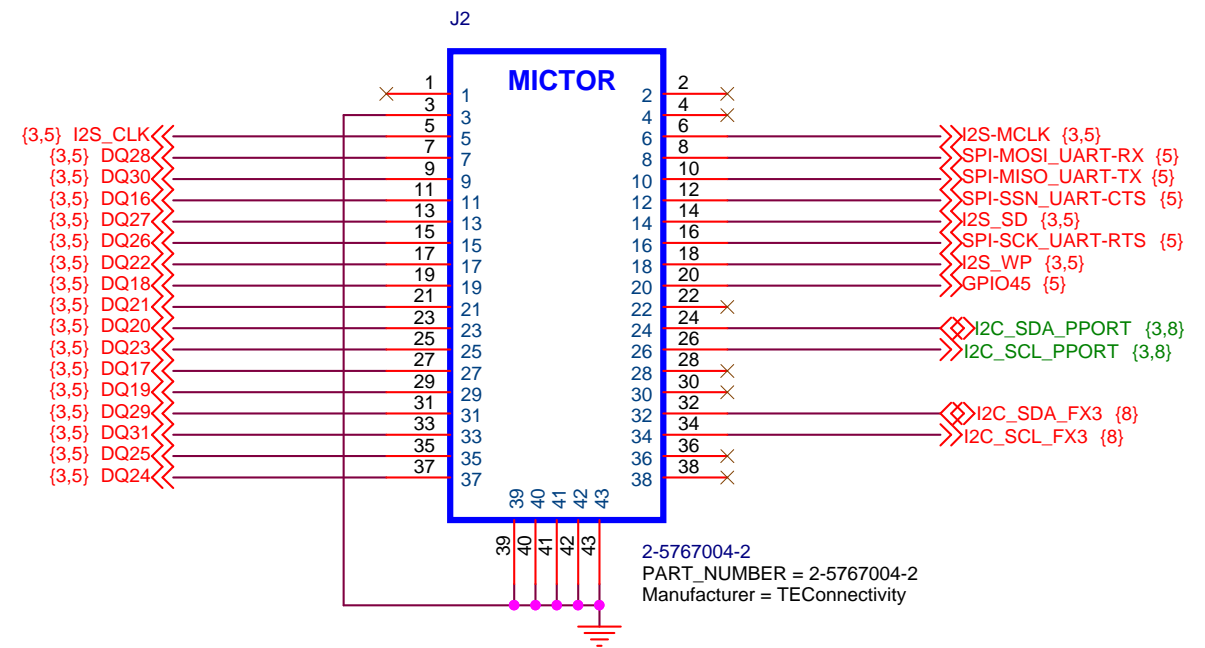 J2
MICTOR
1 1 2 2
3 3 4 4
{3,5} I2S_CLK 5 5 6 6 I2S-MCLK {3,5}
{3,5} DQ28 7 7 8 8 SPI-MOSI_UART-RX {5}
{3,5} DQ30 9 9 10 10 SPI-MISO_UART-TX {5}
{3,5} DQ16 11 11 12 12 SPI-SSN_UART-CTS {5}
{3,5} DQ27 13 13 14 14 I2S_SD {3,5}
{3,5} DQ26 15 15 16 16 SPI-SCK_UART-RTS {5}
{3,5} DQ22 17 17 18 18 I2S_WP {3,5}
{3,5} DQ18 19 19 20 20 GPIO45 {5}
{3,5} DQ21 21 21 22 22
{3,5} DQ20 23 23 24 24 I2C_SDA_PPORT {3,8}
{3,5} DQ23 25 25 26 26 I2C_SCL_PPORT {3,8}
{3,5} DQ17 27 27 28 28
{3,5} DQ19 29 29 30 30
{3,5} DQ29 31 31 32 32 I2C_SDA_FX3 {8}
{3,5} DQ31 33 33 34 34 I2C_SCL_FX3 {8}
{3,5} DQ25 35 35 36 36
{3,5} DQ24 37 37 38 38
39 40 41 42 43
39 40 41 42 43
2-5767004-2
PART_NUMBER = 2-5767004-2
Manufacturer = TEConnectivity